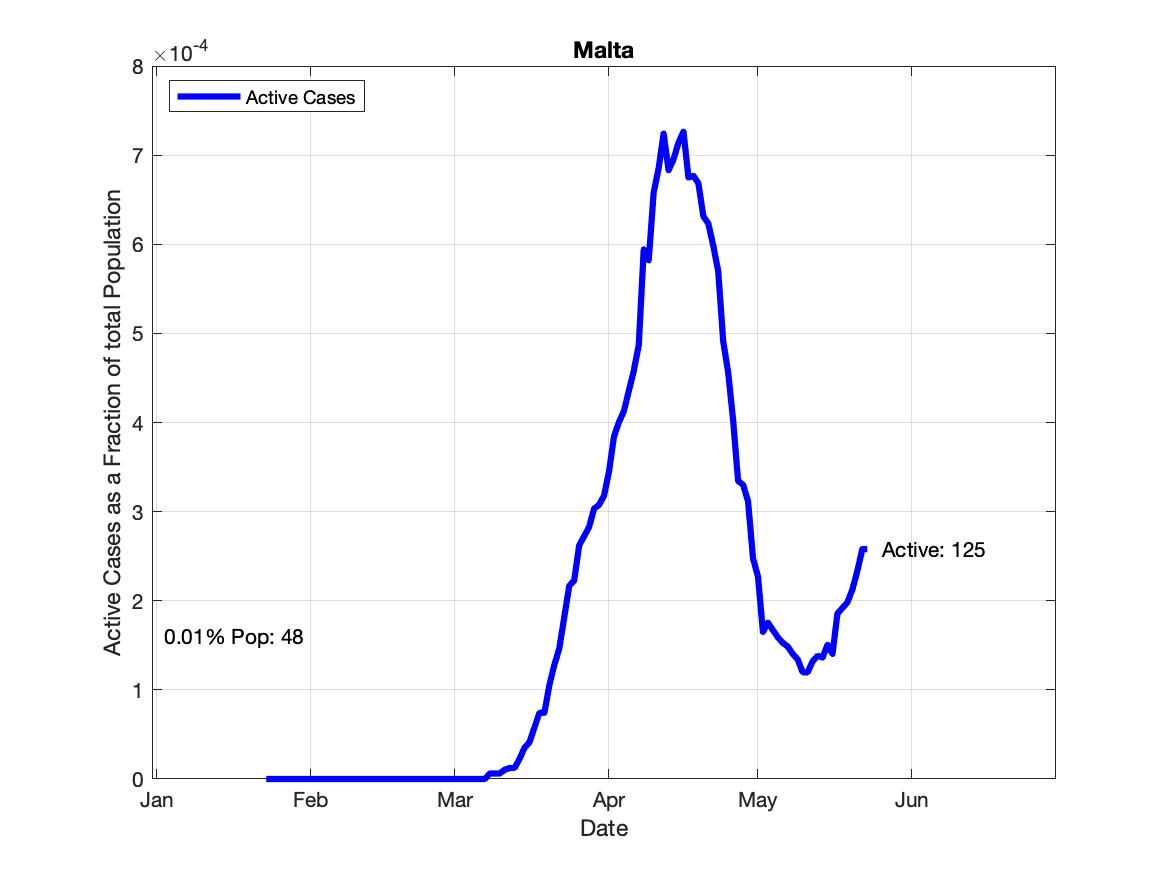 Malta
×10-4
Active Cases
8
7
6
5
4
3
2
1
0
Active Cases as a Fraction of total Population
Active: 125
0.01% Pop: 48
Jan Feb Mar Apr May Jun
Date